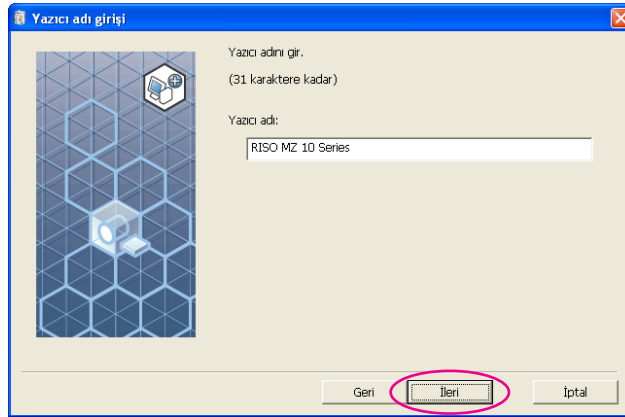 Yazıcı adı girişi
Yazıcı adını gir.
(31 karaktere kadar)
Yazıcı adı:
RISO MZ 10 Series
Geri
İleri
İptal